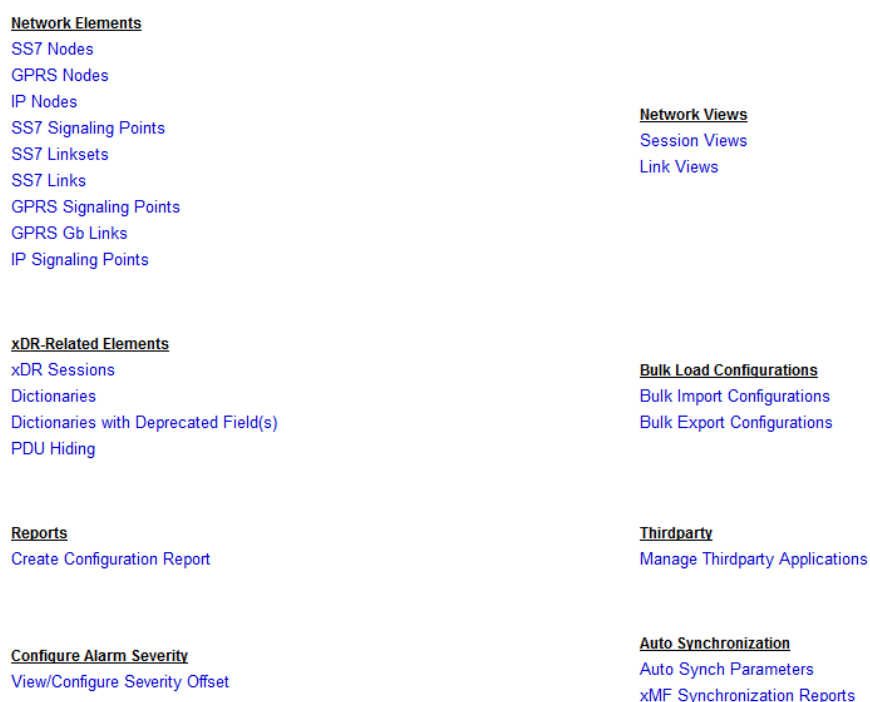 Network Elements
SS7 Nodes
GPRS Nodes
IP Nodes
SS7 Signaling Points
SS7 Linksets
SS7 Links
GPRS Signaling Points
GPRS Gb Links
IP Signaling Points
Network Views
Session Views
Link Views
xDR-Related Elements
xDR Sessions
Dictionaries
Dictionaries with Deprecated Field(s)
PDU Hiding
Bulk Load Configurations
Bulk Import Configurations
Bulk Export Configurations
Reports
Create Configuration Report
Thirdparty
Manage Thirdparty Applications
Configure Alarm Severity
View/Configure Severity Offset
Auto Synchronization
Auto Synch Parameters
xMF Synchronization Reports